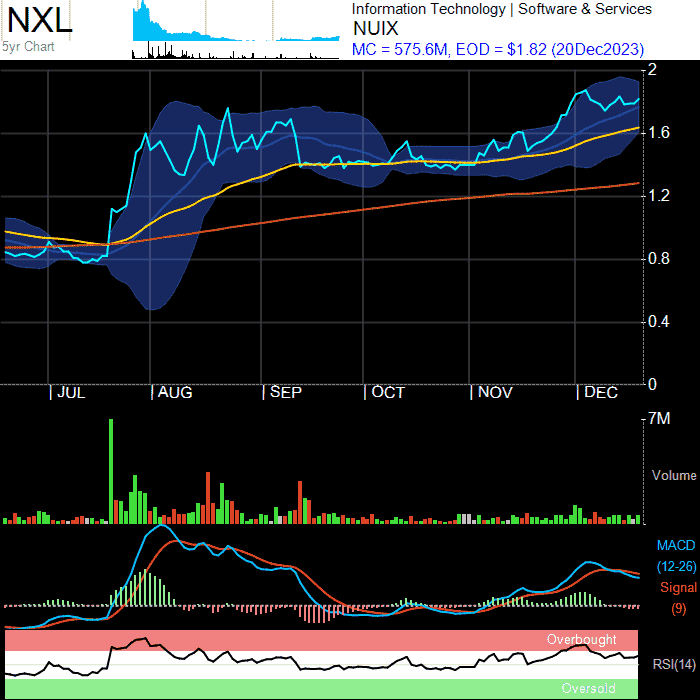 NXL
5yr Chart
Information Technology | Software & Services
NUIX
MC = 575.6M, EOD = $1.82 (20Dec2023)
2
1.6
1.2
0.8
0.4
0
| JUL | AUG | SEP | OCT | NOV | DEC
7M
Volume
MACD
(12-26)
Signal
(9)
Overbought
RSI(14)
Oversold